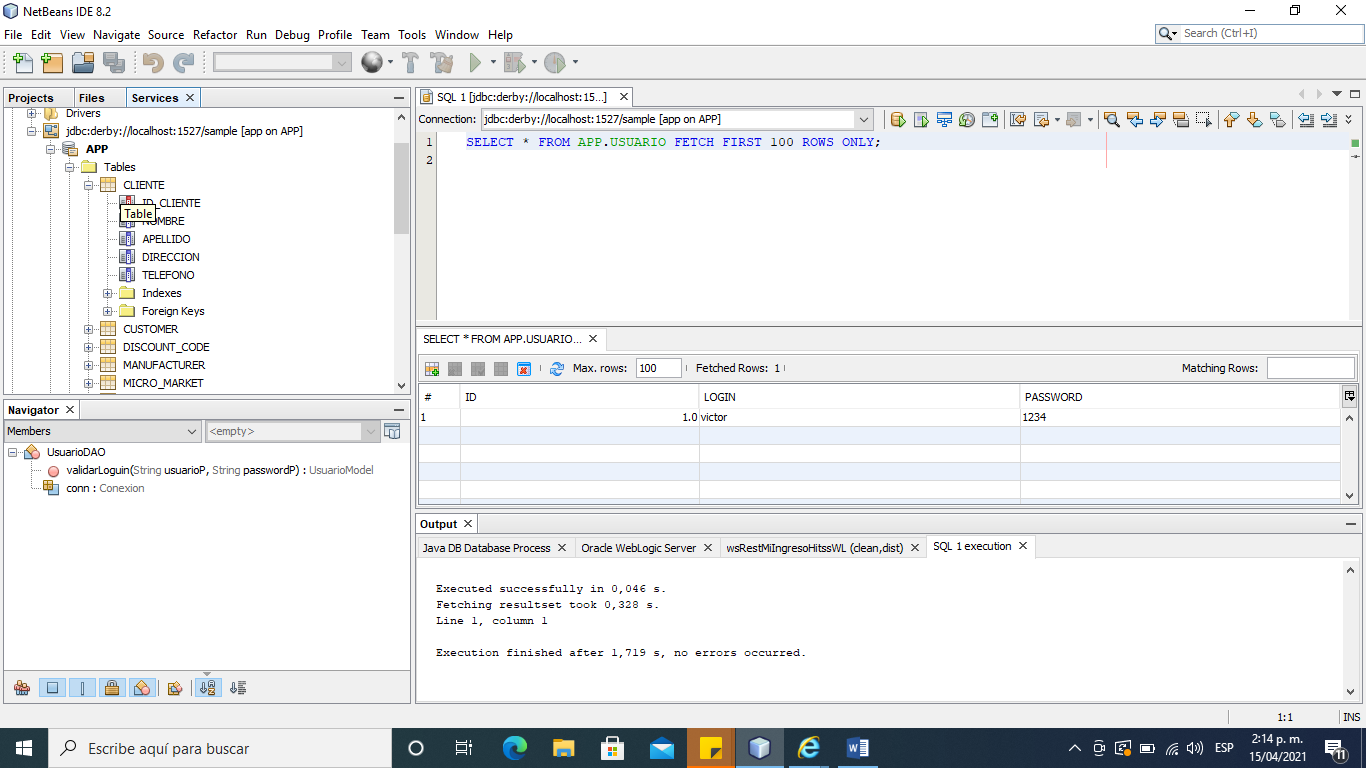 NetBeans IDE 8.2
File Edit View Navigate Source Refactor Run Debug Profile Team Tools Window Help
Search (Ctrl+I)
Projects Files Services
Drivers
jdbc:derby://localhost:1527/sample [app on APP]
APP
Tables
CLIENTE
ID_CLIENTE
Table
NOMBRE
APELLIDO
DIRECCION
TELEFONO
Indexes
Foreign Keys
CUSTOMER
DISCOUNT_CODE
MANUFACTURER
MICRO_MARKET
Navigator
Members
<empty>
UsuarioDAO
validarLoguin(String usuarioP, String passwordP) : UsuarioModel
conn : Conexion
SQL 1 [jdbc:derby://localhost:15...]
Connection: jdbc:derby://localhost:1527/sample [app on APP]
1 SELECT * FROM APP.USUARIO FETCH FIRST 100 ROWS ONLY;
2
SELECT * FROM APP.USUARIO...
Max. rows: 100 Fetched Rows: 1 Matching Rows:
# ID LOGIN PASSWORD
1 1.0 victor 1234
Output
Java DB Database Process Oracle WebLogic Server wsRestMiIngresoHitssWL (clean,dist) SQL 1 execution
Executed successfully in 0,046 s.
Fetching resultset took 0,328 s.
Line 1, column 1
Execution finished after 1,719 s, no errors occurred.
1:1 INS
Escribe aquí para buscar
ESP
2:14 p. m.
15/04/2021
11